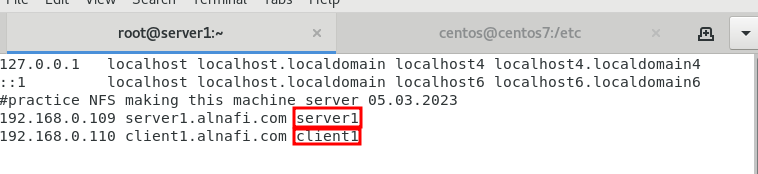 File Edit View Search Terminal Tabs Help
root@server1:~ × centos@centos7:/etc ×
127.0.0.1   localhost localhost.localdomain localhost4 localhost4.localdomain4
::1         localhost localhost.localdomain localhost6 localhost6.localdomain6
#practice NFS making this machine server 05.03.2023
192.168.0.109 server1.alnafi.com server1
192.168.0.110 client1.alnafi.com client1